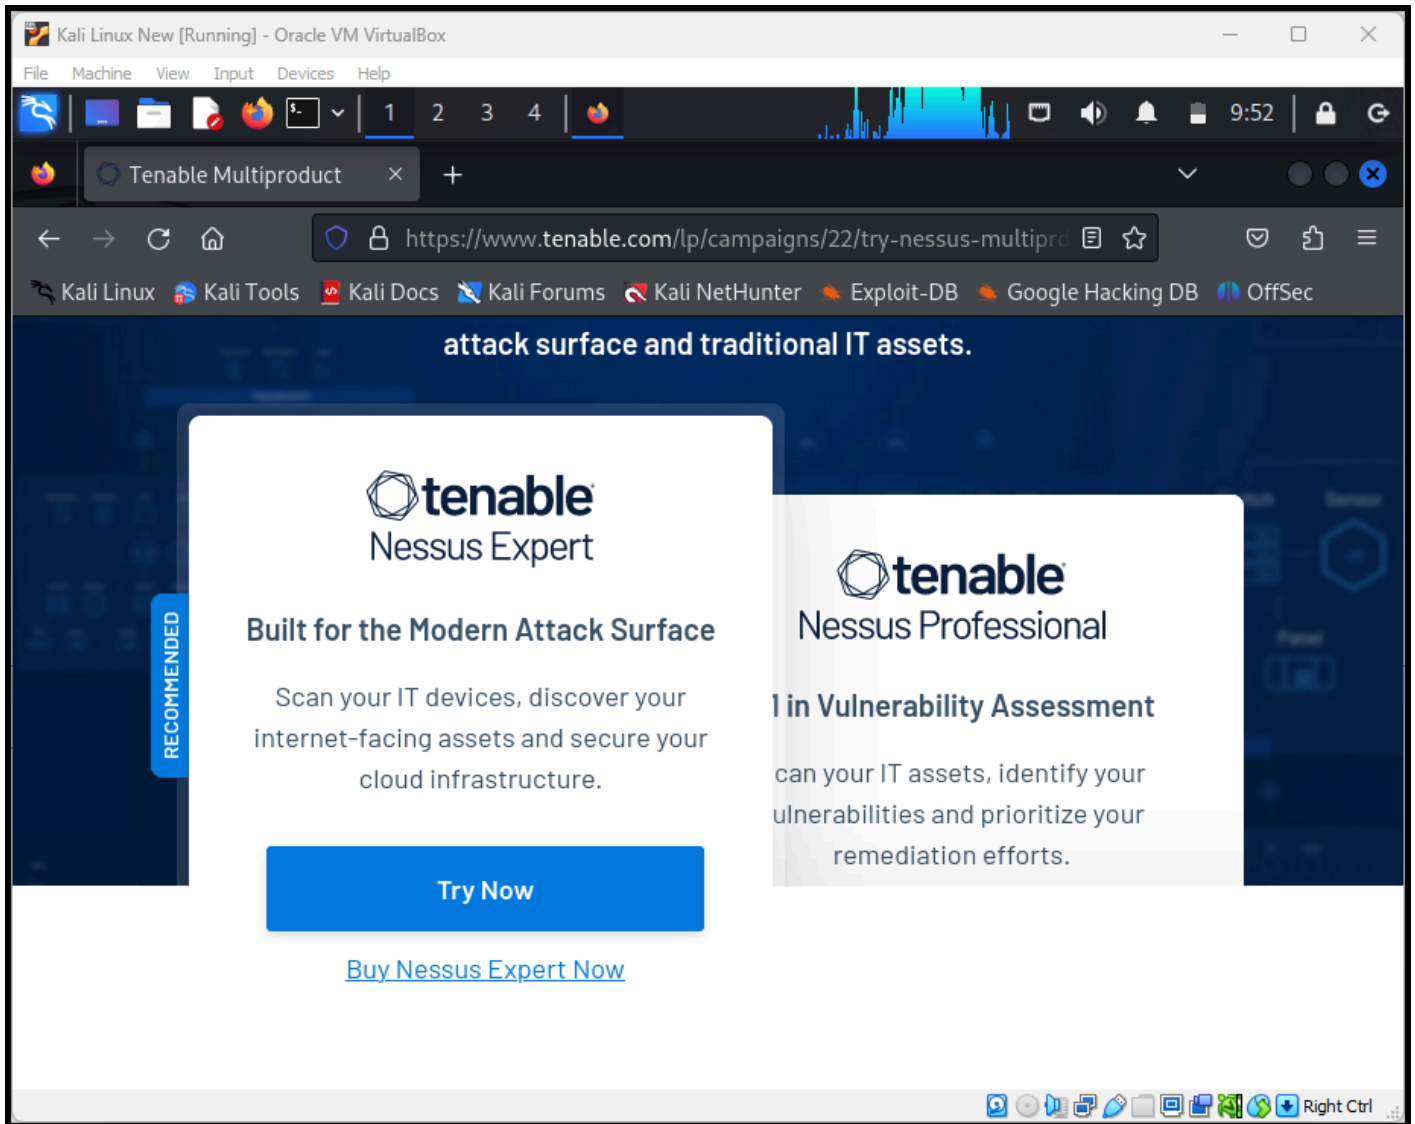 Kali Linux New [Running] - Oracle VM VirtualBox
File Machine View Input Devices Help
1 2 3 4 9:52
Tenable Multiproduct
https://www.tenable.com/lp/campaigns/22/try-nessus-multipro
Kali Linux Kali Tools Kali Docs Kali Forums Kali NetHunter Exploit-DB Google Hacking DB OffSec
attack surface and traditional IT assets.
tenable
Nessus Expert
RECOMMENDED
Built for the Modern Attack Surface
Scan your IT devices, discover your
internet-facing assets and secure your
cloud infrastructure.
Try Now
Buy Nessus Expert Now
tenable
Nessus Professional
1 in Vulnerability Assessment
can your IT assets, identify your
ulnerabilities and prioritize your
remediation efforts.
Sensor
Panel
Right Ctrl